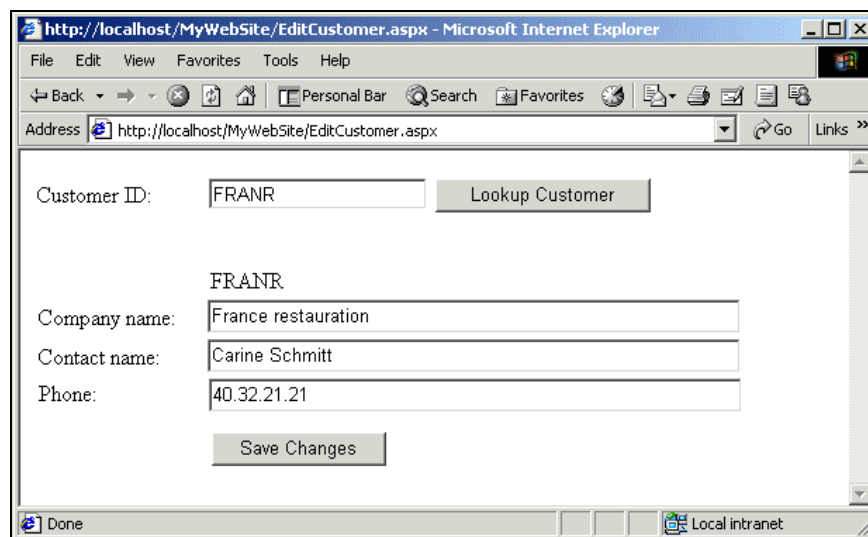 http://localhost/MyWebSite/EditCustomer.aspx - Microsoft Internet Explorer
File Edit View Favorites Tools Help
Back Personal Bar Search Favorites
Address http://localhost/MyWebSite/EditCustomer.aspx Go Links »
Customer ID: FRANR Lookup Customer
FRANR
Company name: France restauration
Contact name: Carine Schmitt
Phone: 40.32.21.21
Save Changes
Done Local intranet